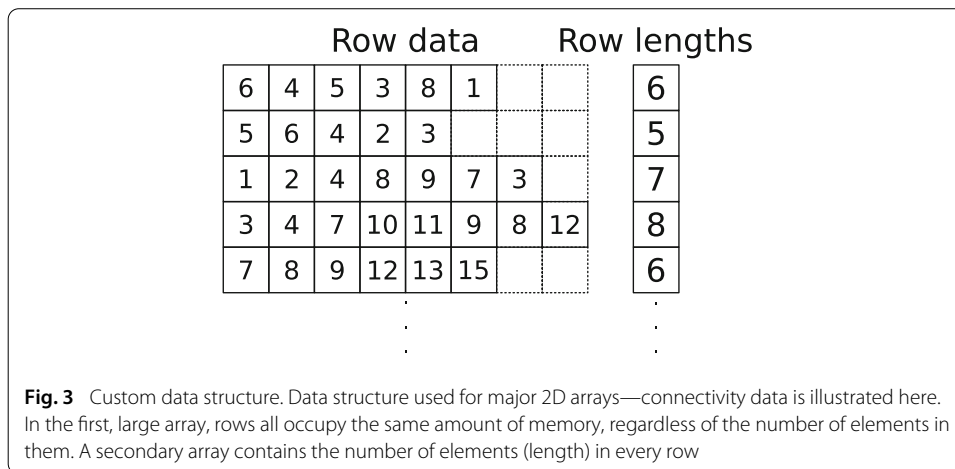 Row data Row lengths
6 4 5 3 8 1 6
5 6 4 2 3 5
1 2 4 8 9 7 3 7
3 4 7 10 11 9 8 12 8
7 8 9 12 13 15 6
Fig. 3 Custom data structure. Data structure used for major 2D arrays—connectivity data is illustrated here.
In the first, large array, rows all occupy the same amount of memory, regardless of the number of elements in
them. A secondary array contains the number of elements (length) in every row